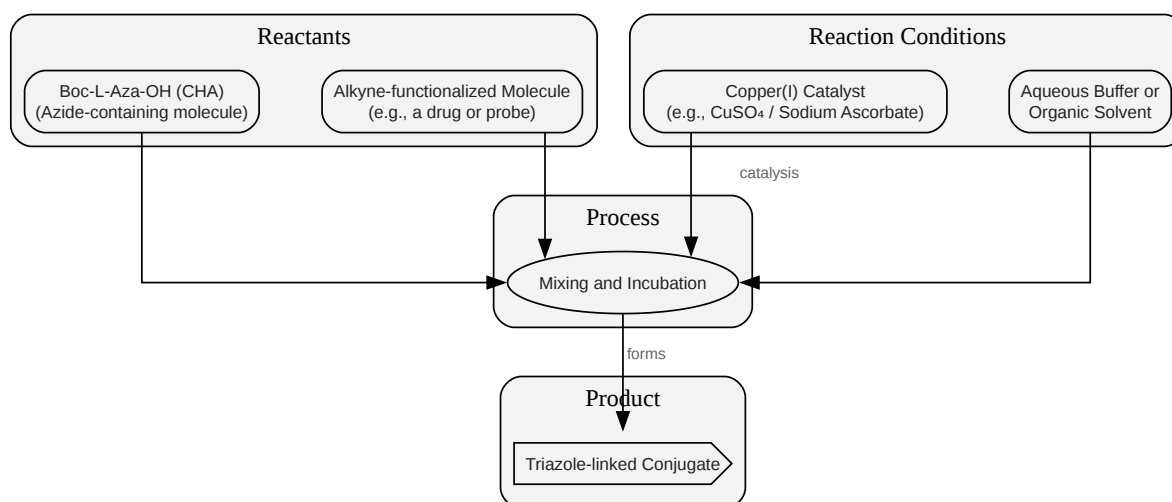 Reactants
Boc-L-Aza-OH (CHA)
(Azide-containing molecule)
Alkyne-functionalized Molecule
(e.g., a drug or probe)
Reaction Conditions
Copper(I) Catalyst
(e.g., CuSO₄ / Sodium Ascorbate)
Aqueous Buffer or
Organic Solvent
catalysis
Process
Mixing and Incubation
forms
Product
Triazole-linked Conjugate